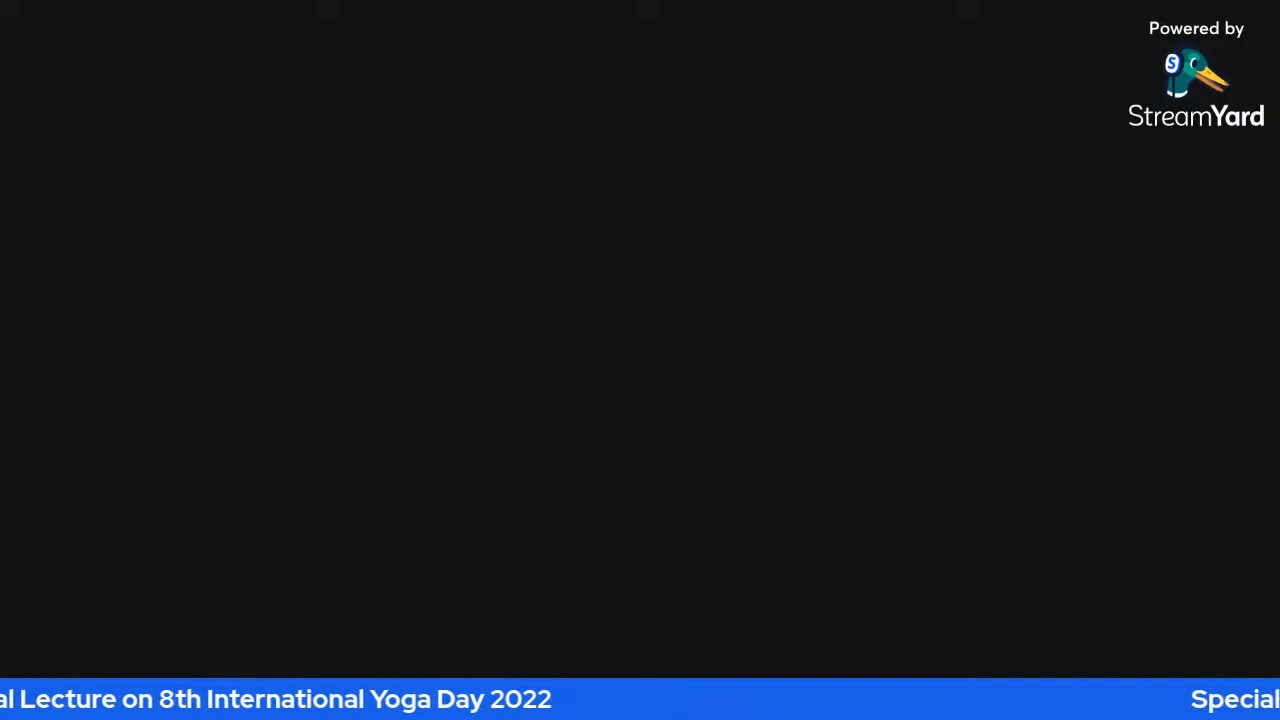 Powered by
S
StreamYard
al Lecture on 8th International Yoga Day 2022 Special